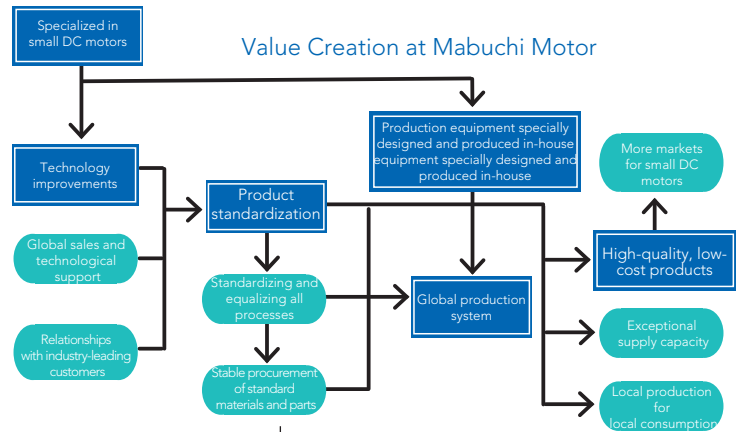 Specialized in
small DC motors
Value Creation at Mabuchi Motor
Production equipment specially
designed and produced in-house
equipment specially designed and
produced in-house
More markets
for small DC
motors
Technology
improvements
Product
standardization
Global sales and
technological
support
High-quality, low-
cost products
Standardizing and
equalizing all
processes
Global production
system
Exceptional
supply capacity
Relationships
with industry-leading
customers
Stable procurement
of standard
materials and parts
Local production
for
local consumption